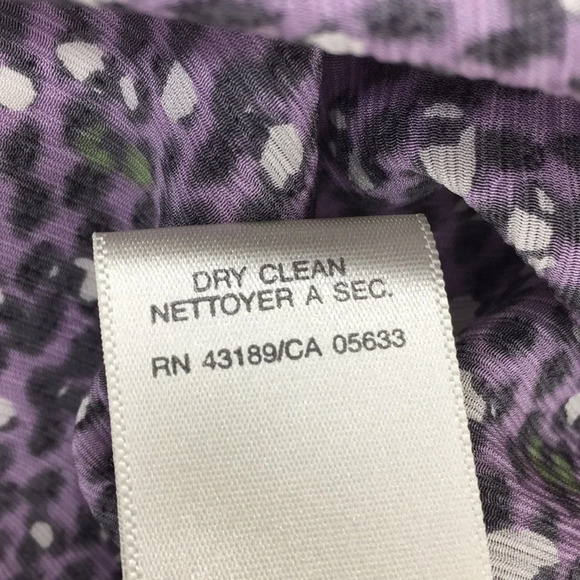 DRY CLEAN
NETTOYER A SEC.
RN 43189/CA 05633